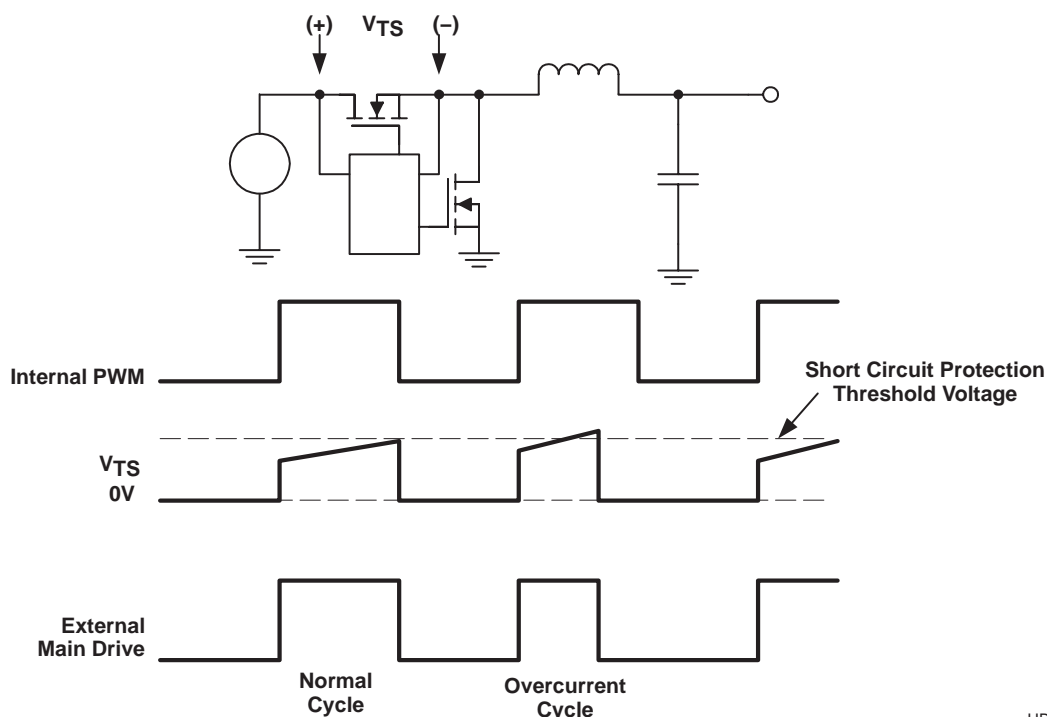 (+) VTS (–)
Internal PWM
Short Circuit Protection
Threshold Voltage
VTS
0V
External
Main Drive
Normal
Cycle
Overcurrent
Cycle